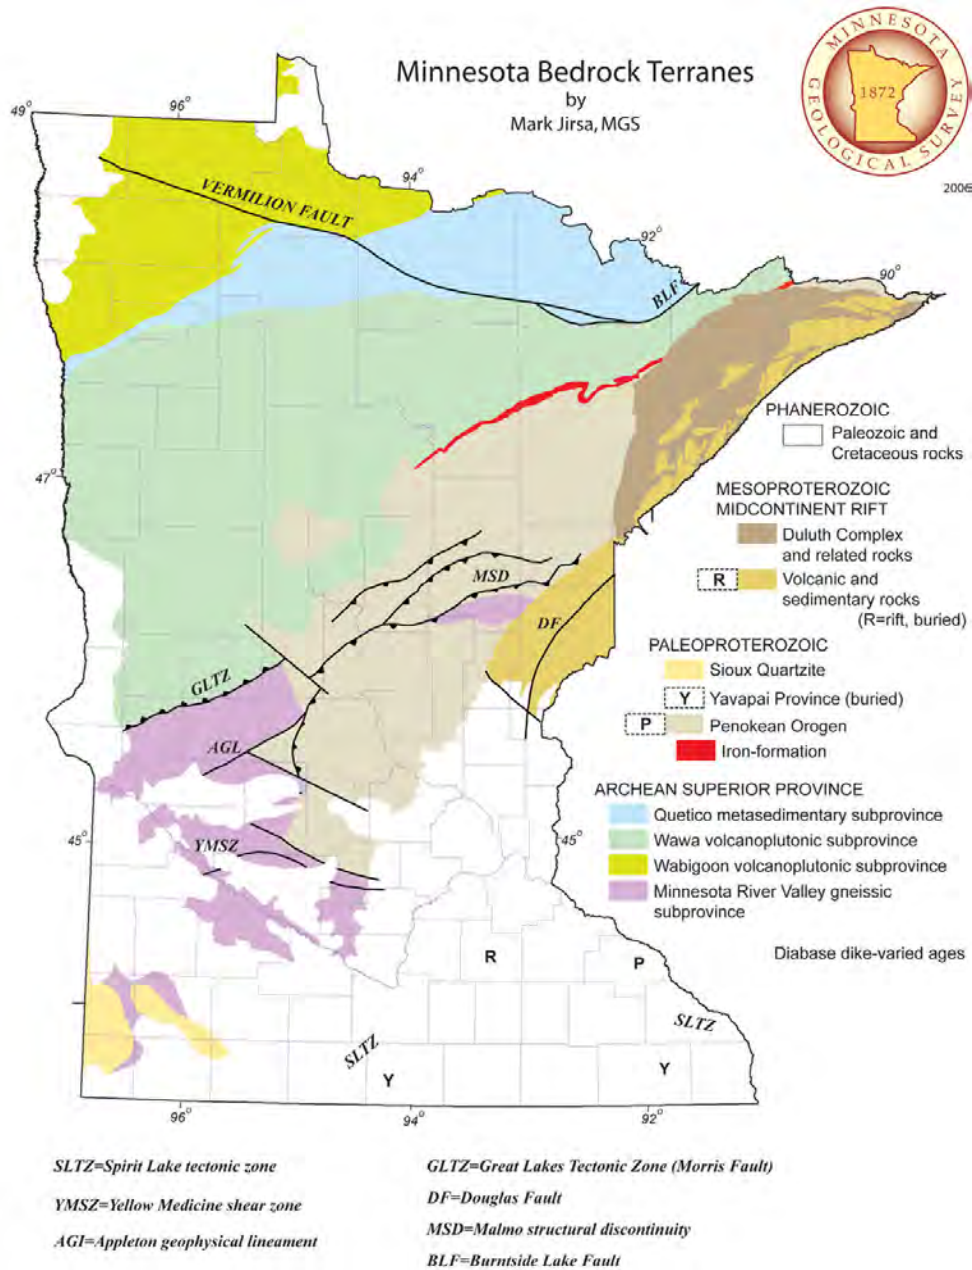 Minnesota Bedrock Terranes
by
Mark Jirsa, MGS
MINNESOTA
GEOLOGICAL SURVEY
1872
2006
49°
96°
94°
92°
90°
VERMILION FAULT
BLF
47°
MSD
DF
GLTZ
AGL
45°
45°
YMSZ
R
P
SLTZ
SLTZ
Y
Y
96°
94°
92°
PHANEROZOIC
Paleozoic and
Cretaceous rocks
MESOPROTEROZOIC
MIDCONTINENT RIFT
Duluth Complex
and related rocks
R Volcanic and
sedimentary rocks
(R=rift, buried)
PALEOPROTEROZOIC
Sioux Quartzite
Y Yavapai Province (buried)
P Penokean Orogen
Iron-formation
ARCHEAN SUPERIOR PROVINCE
Quetico metasedimentary subprovince
Wawa volcanoplutonic subprovince
Wabigoon volcanoplutonic subprovince
Minnesota River Valley gneissic
subprovince
Diabase dike-varied ages
SLTZ=Spirit Lake tectonic zone
YMSZ=Yellow Medicine shear zone
AGI=Appleton geophysical lineament
GLTZ=Great Lakes Tectonic Zone (Morris Fault)
DF=Douglas Fault
MSD=Malmo structural discontinuity
BLF=Burntside Lake Fault